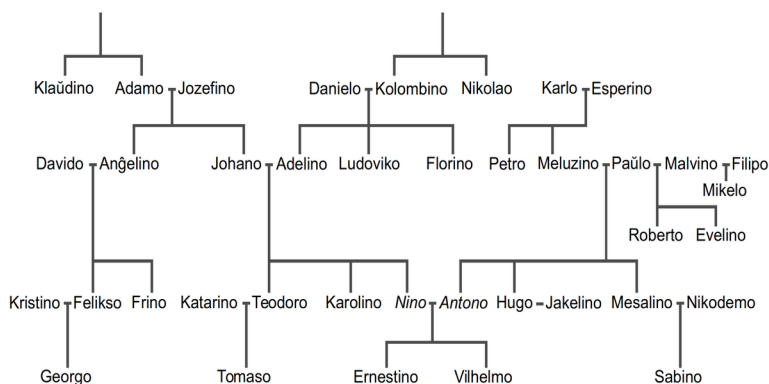 Klaŭdino Adamo Jozefino Danielo Kolombino Nikolao Karlo Esperino
Davido Anĝelino Johano Adelino Ludoviko Florino Petro Meluzino Paŭlo Malvino Filipo
Mikelo
Roberto Evelino
Kristino Felikso Frino Katarino Teodoro Karolino Nino Antono Hugo Jakelino Mesalino Nikodemo
Georgo Tomaso Ernestino Vilhelmo Sabino